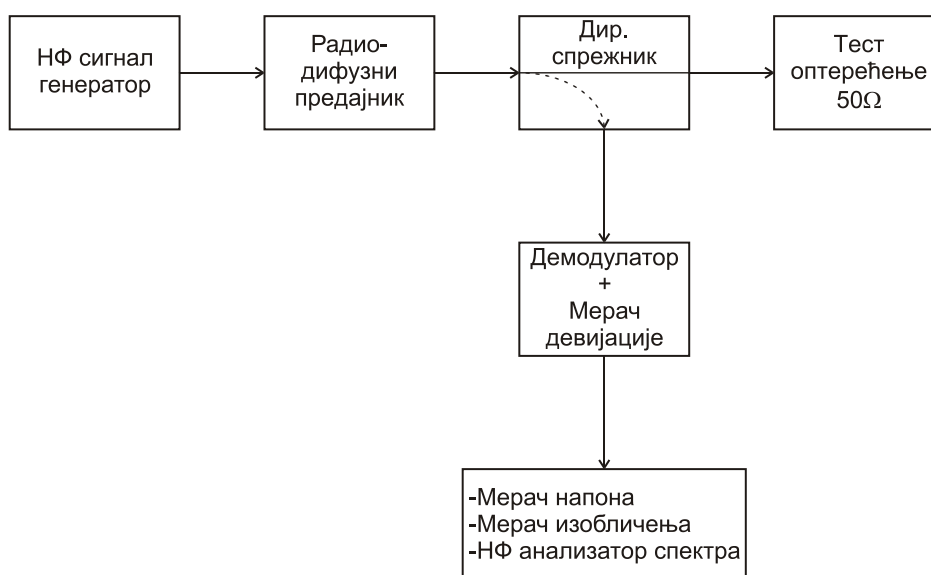 НФ сигнал
генератор
Радио-
дифузни
предајник
Дир.
спрежник
Тест
оптерећење
50Ω
Демодулатор
+
Мерач
девијације
-Мерач напона
-Мерач изобличења
-НФ анализатор спектра